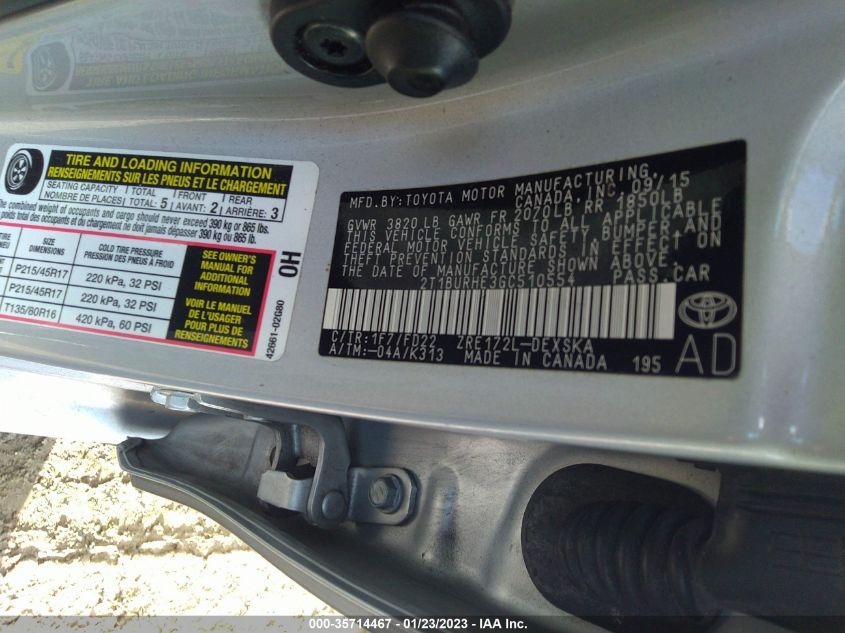 TIRE AND LOADING INFORMATION
RENSEIGNEMENTS SUR LES PNEUS ET LE CHARGEMENT
SEATING CAPACITY TOTAL 5 FRONT 2 REAR 3
NOMBRE DE PLACES TOTAL AVANT: ARRIÈRE:
The combined weight of occupants and cargo should never exceed 390 kg or 865 lbs.
poids total des occupants et du chargement ne doit jamais dépasser 390 kg ou 865 lb.
SIZE COLD TIRE PRESSURE
PNEU DIMENSIONS PRESSION DES PNEUS À FROID
P215/45R17 220 kPa, 32 PSI
P215/45R17 220 kPa, 32 PSI
T135/80R16 420 kPa, 60 PSI
SEE OWNER'S
MANUAL FOR
ADDITIONAL
INFORMATION
VOIR LE MANUEL
DE L'USAGER
POUR PLUS DE
RENSEIGNEMENTS
OH
42661-02G80
MFD.BY:TOYOTA MOTOR MANUFACTURING,
CANADA, INC. 09/15
GVWR 3820 LB GAWR FR 2070LB RR 1850LB
THIS VEHICLE CONFORMS TO ALL APPLICABLE
FEDERAL MOTOR VEHICLE SAFETY, BUMPER, AND
THEFT PREVENTION STANDARDS IN EFFECT ON
THE DATE OF MANUFACTURE SHOWN ABOVE.
2T1BURHE3GC510554 PASS.CAR
C/TR:1F7/FD22 ZRE172L-DEXSKA
A/TM:-04A/K313 MADE IN CANADA 195
AD
000-35714467 - 01/23/2023 - IAA Inc.